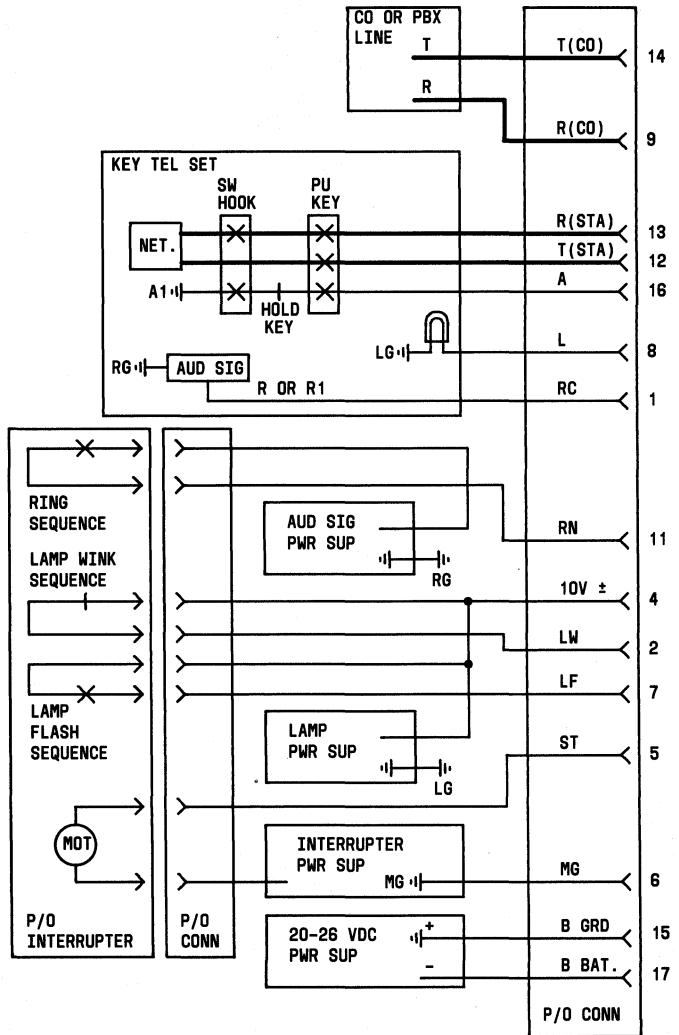 CO OR PBX
LINE
T
T(CO)
14
R
R(CO)
9
KEY TEL SET
SW
HOOK
PU
KEY
NET.
R(STA)
13
T(STA)
12
A1
A
16
HOLD
KEY
LG
L
8
RG
AUD SIG
R OR R1
RC
1
RING
SEQUENCE
AUD SIG
PWR SUP
RG
RN
11
LAMP WINK
SEQUENCE
10V ±
4
LW
2
LF
7
LAMP
FLASH
SEQUENCE
LAMP
PWR SUP
LG
ST
5
MOT
INTERRUPTER
PWR SUP
MG
MG
6
P/O
INTERRUPTER
P/O
CONN
20-26 VDC
PWR SUP
+
-
B GRD
15
B BAT.
17
P/O CONN